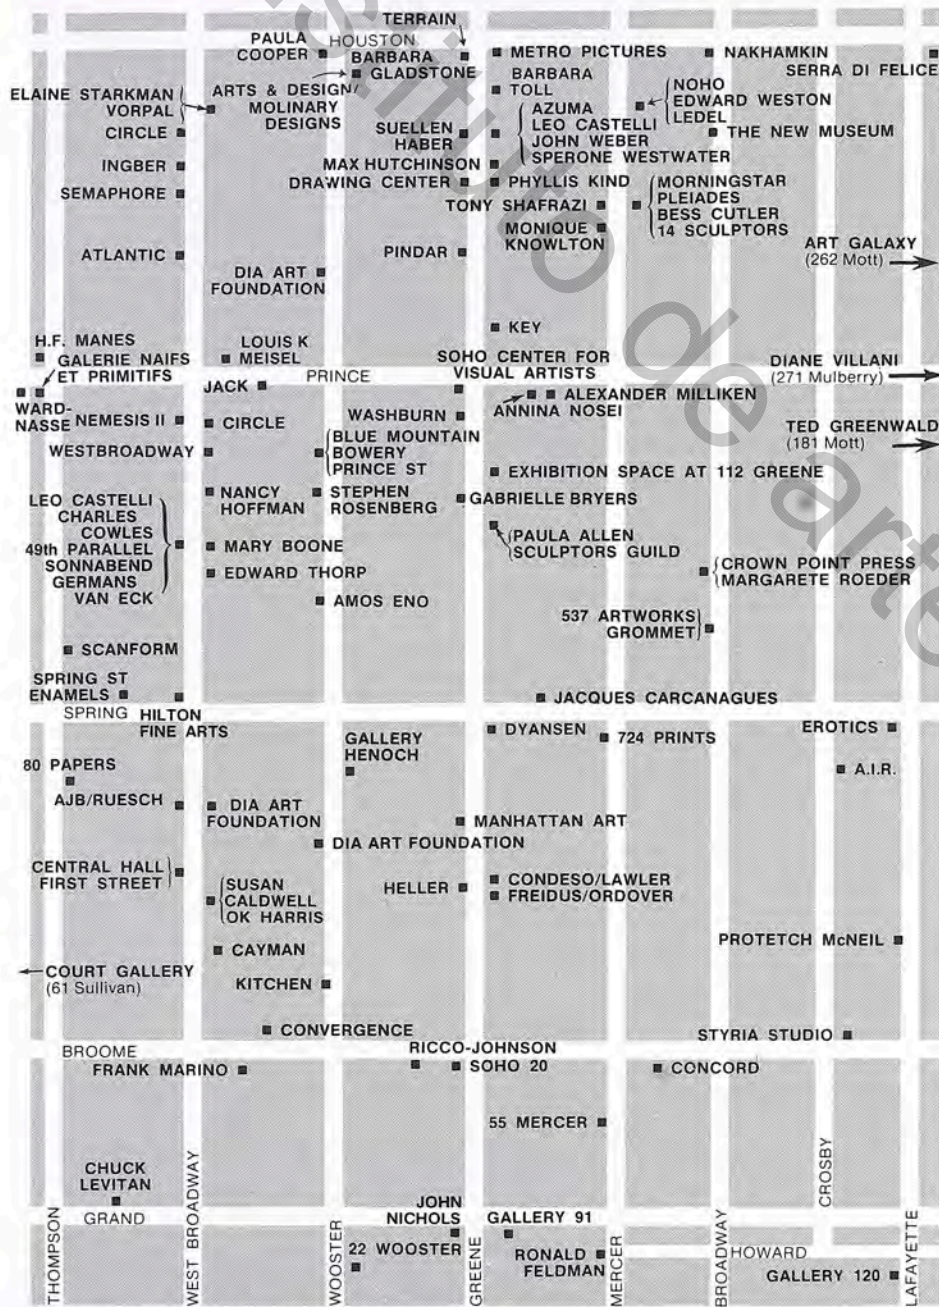 TERRAIN
PAULA
COOPER
HOUSTON
BARBARA
GLADSTONE
METRO PICTURES
NAKHAMKIN
SERRA DI FELICE
ELAINE STARKMAN
VORPAL
ARTS & DESIGN/
MOLINARY
DESIGNS
BARBARA
TOLL
NOHO
EDWARD WESTON
LEDEL
CIRCLE
SUELLEN
HABER
AZUMA
LEO CASTELLI
JOHN WEBER
SPERONE WESTWATER
THE NEW MUSEUM
INGBER
MAX HUTCHINSON
SEMAPHORE
DRAWING CENTER
PHYLLIS KIND
MORNINGSTAR
PLEIADES
BESS CUTLER
14 SCULPTORS
TONY SHAFRAZI
MONIQUE
KNOWLTON
ATLANTIC
DIA ART
FOUNDATION
PINDAR
ART GALAXY
(262 Mott)
KEY
H.F. MANES
GALERIE NAIFS
ET PRIMITIFS
LOUIS K
MEISEL
SOHO CENTER FOR
VISUAL ARTISTS
DIANE VILLANI
(271 Mulberry)
JACK
PRINCE
WARD-
NASSE
NEMESIS II
CIRCLE
WASHBURN
ANNINA NOSEI
ALEXANDER MILLIKEN
TED GREENWALD
(181 Mott)
WESTBROADWAY
BLUE MOUNTAIN
BOWERY
PRINCE ST
EXHIBITION SPACE AT 112 GREENE
LEO CASTELLI
CHARLES
COWLES
49th PARALLEL
SONNABEND
GERMANS
VAN ECK
NANCY
HOFFMAN
STEPHEN
ROSENBERG
GABRIELLE BRYERS
MARY BOONE
PAULA ALLEN
SCULPTORS GUILD
EDWARD THORP
CROWN POINT PRESS
MARGARETE ROEDER
AMOS ENO
537 ARTWORKS
GROMMET
SCANFORM
SPRING ST
ENAMELS
JACQUES CARCANAGUES
SPRING
HILTON
FINE ARTS
DYANSEN
724 PRINTS
EROTICS
80 PAPERS
GALLERY
HENOCH
A.I.R.
AJB/RUESCH
DIA ART
FOUNDATION
MANHATTAN ART
DIA ART FOUNDATION
CENTRAL HALL
FIRST STREET
SUSAN
CALDWELL
OK HARRIS
HELLER
CONDESO/LAWLER
FREIDUS/ORDOVER
CAYMAN
PROTETCH McNEIL
COURT GALLERY
(61 Sullivan)
KITCHEN
CONVERGENCE
STYRIA STUDIO
BROOME
RICCO-JOHNSON
FRANK MARINO
SOHO 20
CONCORD
55 MERCER
CHUCK
LEVITAN
GRAND
JOHN
NICHOLS
GALLERY 91
22 WOOSTER
RONALD
FELDMAN
HOWARD
GALLERY 120
THOMPSON
WEST BROADWAY
WOOSTER
GREENE
MERCER
BROADWAY
CROSBY
LAFAYETTE
de arte